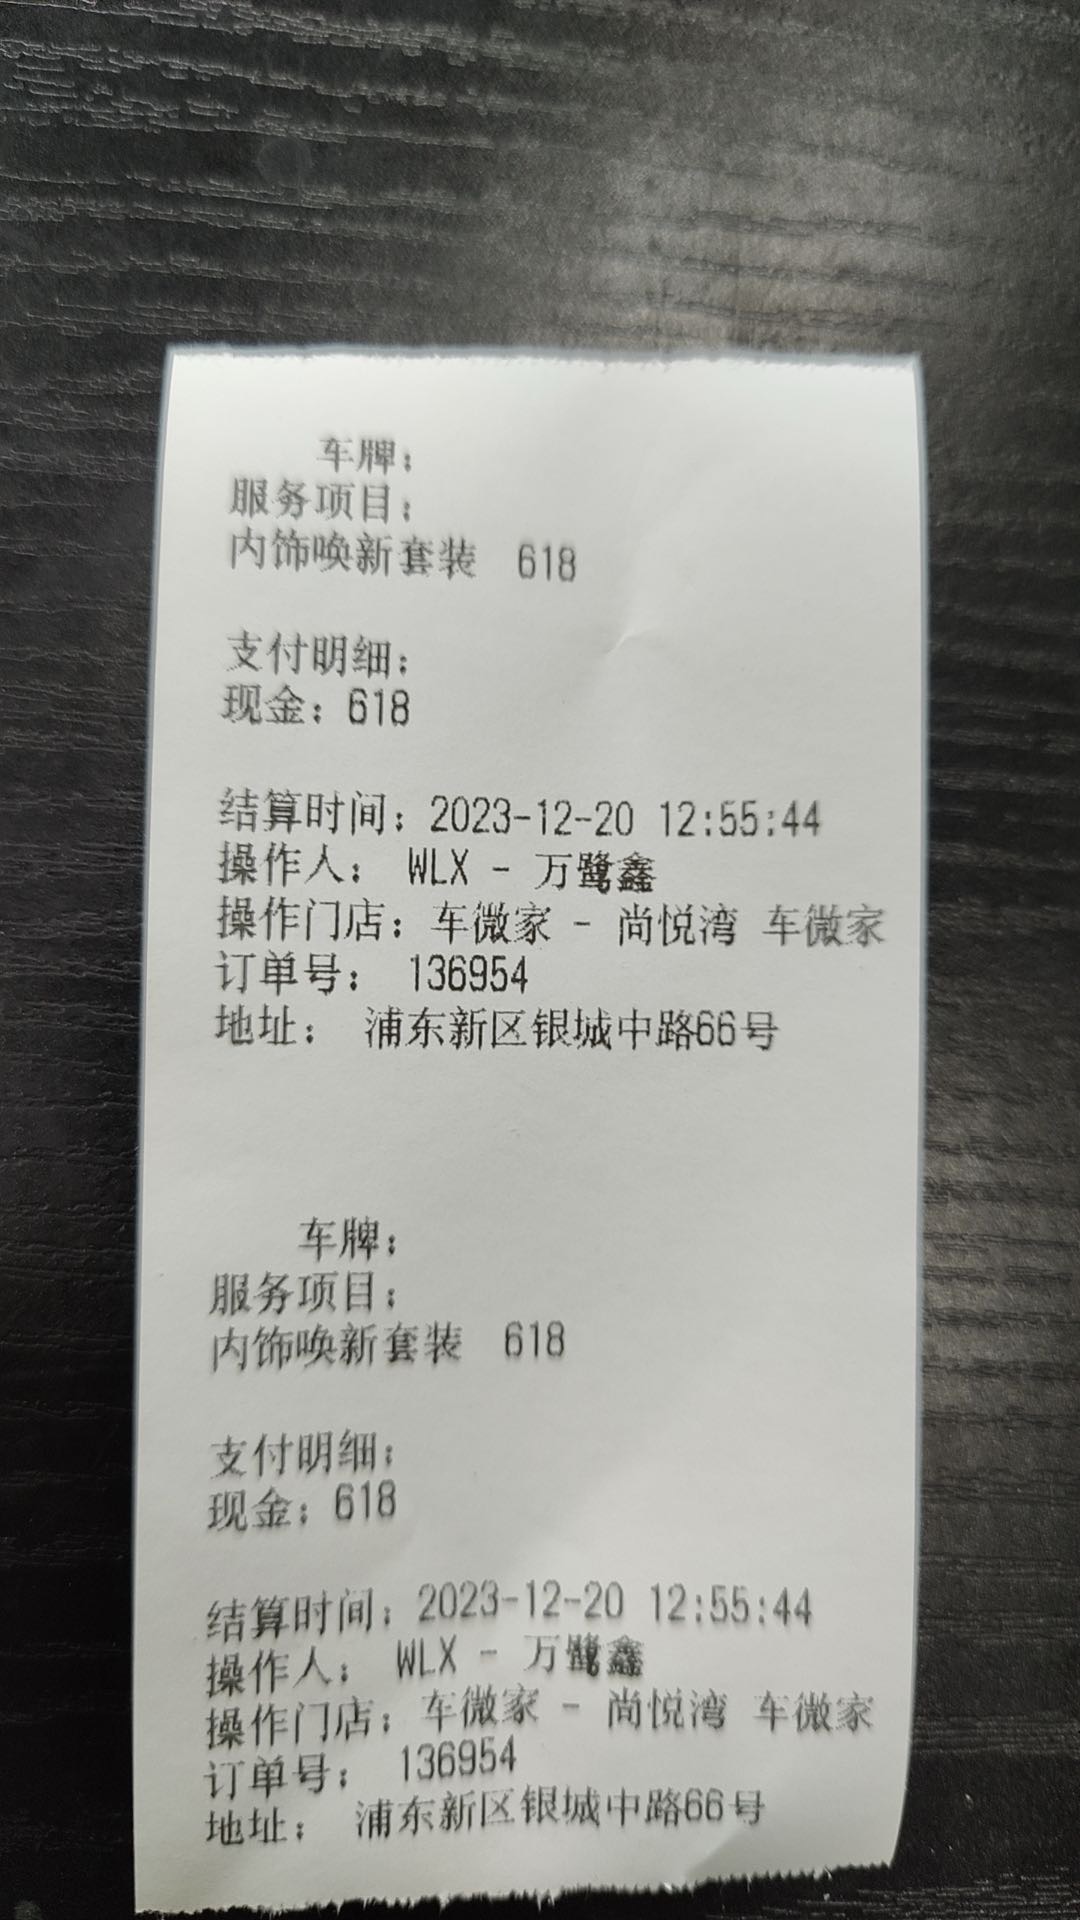 车牌:
服务项目:
内饰唤新套装 618
支付明细:
现金: 618
结算时间: 2023-12-20 12:55:44
操作人: WLX - 万鹭鑫
操作门店: 车微家 - 尚悦湾 车微家
订单号: 136954
地址: 浦东新区银城中路66号
车牌:
服务项目:
内饰唤新套装 618
支付明细:
现金: 618
结算时间: 2023-12-20 12:55:44
操作人: WLX - 万鹭鑫
操作门店: 车微家 - 尚悦湾 车微家
订单号: 136954
地址: 浦东新区银城中路66号